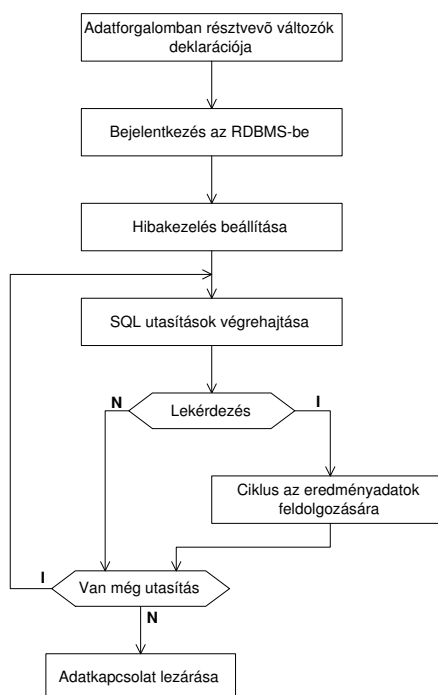 Adatforgalomban résztvevő változók
deklarációja
Bejelentkezés az RDBMS-be
Hibakezelés beállítása
SQL utasítások végrehajtása
N
Lekérdezés
I
Ciklus az eredményadatok
feldolgozására
I
Van még utasítás
N
Adatkapcsolat lezárása